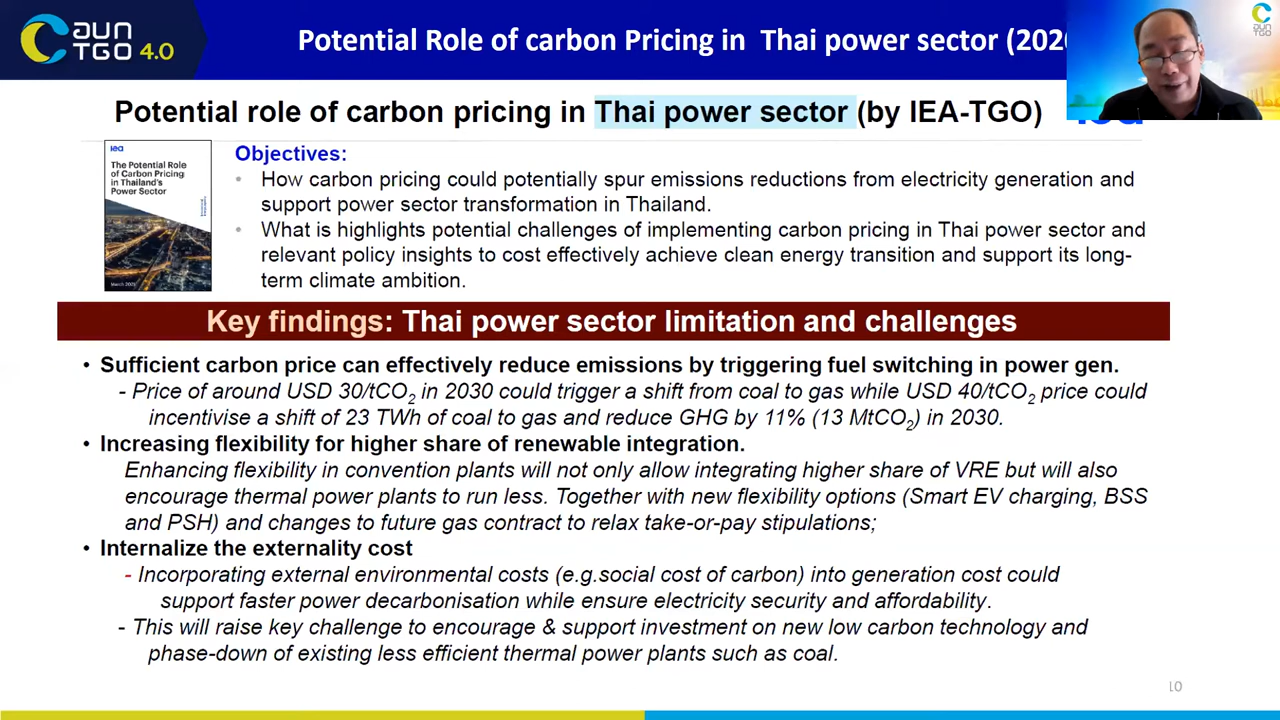 อบก
TGO 4.0
Potential Role of carbon Pricing in Thai power sector (202
อบก
TGO
Potential role of carbon pricing in Thai power sector (by IEA-TGO)
iea
The Potential Role
of Carbon Pricing
in Thailand's
Power Sector
March 2021
Objectives:
• How carbon pricing could potentially spur emissions reductions from electricity generation and
support power sector transformation in Thailand.
• What is highlights potential challenges of implementing carbon pricing in Thai power sector and
relevant policy insights to cost effectively achieve clean energy transition and support its long-
term climate ambition.
Key findings: Thai power sector limitation and challenges
• Sufficient carbon price can effectively reduce emissions by triggering fuel switching in power gen.
- Price of around USD 30/tCO₂ in 2030 could trigger a shift from coal to gas while USD 40/tCO₂ price could
incentivise a shift of 23 TWh of coal to gas and reduce GHG by 11% (13 MtCO₂) in 2030.
• Increasing flexibility for higher share of renewable integration.
Enhancing flexibility in convention plants will not only allow integrating higher share of VRE but will also
encourage thermal power plants to run less. Together with new flexibility options (Smart EV charging, BSS
and PSH) and changes to future gas contract to relax take-or-pay stipulations;
• Internalize the externality cost
- Incorporating external environmental costs (e.g.social cost of carbon) into generation cost could
support faster power decarbonisation while ensure electricity security and affordability.
- This will raise key challenge to encourage & support investment on new low carbon technology and
phase-down of existing less efficient thermal power plants such as coal.
10